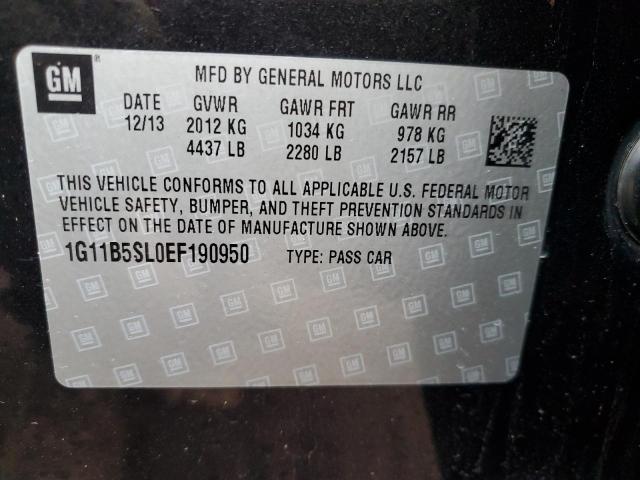 GM ®
MFD BY GENERAL MOTORS LLC
DATE GVWR GAWR FRT GAWR RR
12/13 2012 KG 1034 KG 978 KG
4437 LB 2280 LB 2157 LB
THIS VEHICLE CONFORMS TO ALL APPLICABLE U.S. FEDERAL MOTOR
VEHICLE SAFETY, BUMPER, AND THEFT PREVENTION STANDARDS IN
EFFECT ON THE DATE OF MANUFACTURE SHOWN ABOVE.
1G11B5SL0EF190950 TYPE: PASS CAR